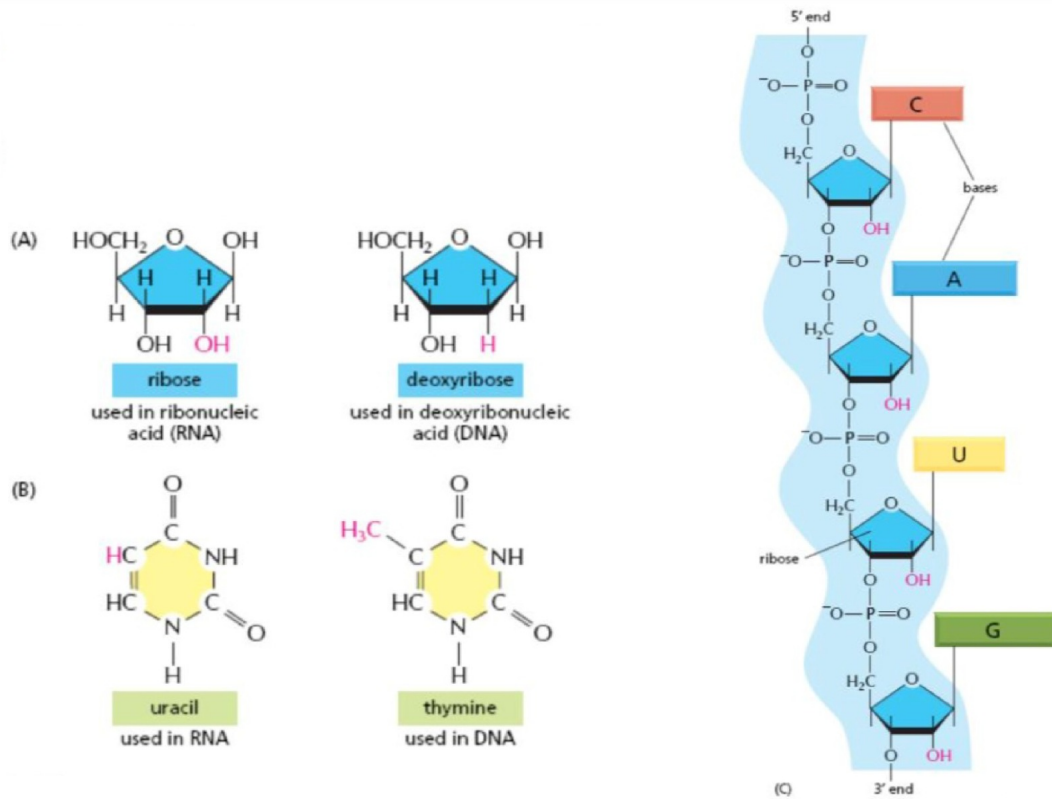 (A)
HOCH₂
O
OH
H
H
H
H
OH
OH
ribose
used in ribonucleic
acid (RNA)
HOCH₂
O
OH
H
H
H
H
OH
H
deoxyribose
used in deoxyribonucleic
acid (DNA)
(B)
O
C
HC
NH
HC
C
N
O
H
uracil
used in RNA
O
H₃C
C
C
NH
HC
C
N
O
H
thymine
used in DNA
5′ end
O
⁻O—P=O
O
H₂C
O
C
bases
O
OH
⁻O—P=O
O
H₂C
O
A
O
OH
⁻O—P=O
O
H₂C
O
U
ribose
O
OH
⁻O—P=O
O
H₂C
O
G
O
OH
(C)
3′ end